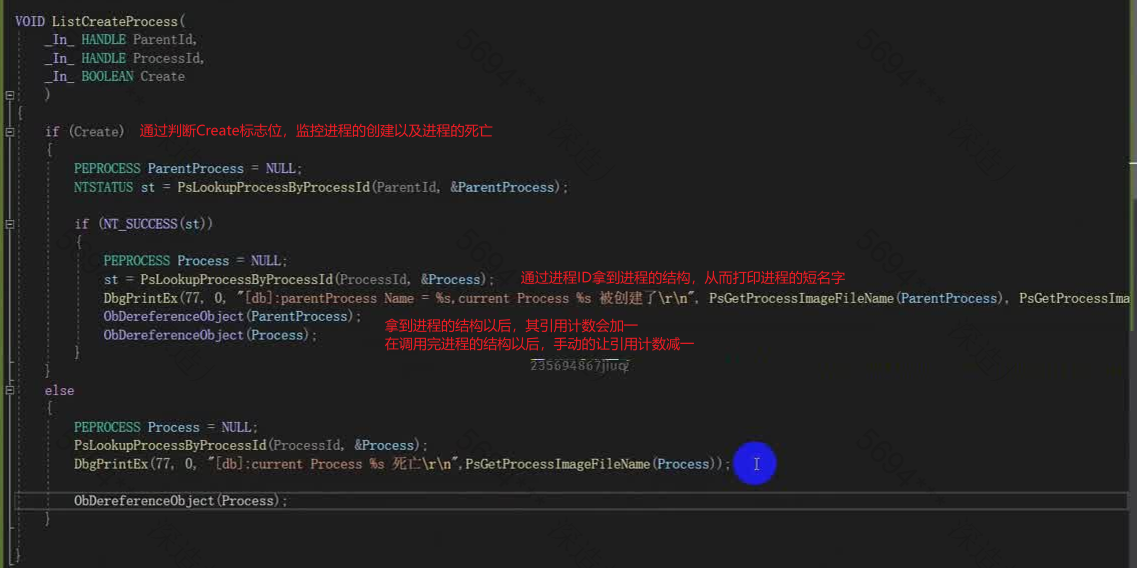 VOID ListCreateProcess(
_In_ HANDLE ParentId,
_In_ HANDLE ProcessId,
_In_ BOOLEAN Create
)
{
if (Create) 通过判断Create标志位，监控进程的创建以及进程的死亡
{
PEPROCESS ParentProcess = NULL;
NTSTATUS st = PsLookupProcessByProcessId(ParentId, &ParentProcess);
if (NT_SUCCESS(st))
{
PEPROCESS Process = NULL;
st = PsLookupProcessByProcessId(ProcessId, &Process); 通过进程ID拿到进程的结构，从而打印进程的短名字
DbgPrintEx(77, 0, "[db]:parentProcess Name = %s,current Process %s 被创建了\r\n", PsGetProcessImageFileName(ParentProcess), PsGetProcessIma
ObDereferenceObject(ParentProcess);
拿到进程的结构以后，其引用计数会加一
ObDereferenceObject(Process);
在调用完进程的结构以后，手动的让引用计数减一
}
235694867jiuqi
}
else
{
PEPROCESS Process = NULL;
PsLookupProcessByProcessId(ProcessId, &Process);
DbgPrintEx(77, 0, "[db]:current Process %s 死亡\r\n",PsGetProcessImageFileName(Process));
ObDereferenceObject(Process);
}
}